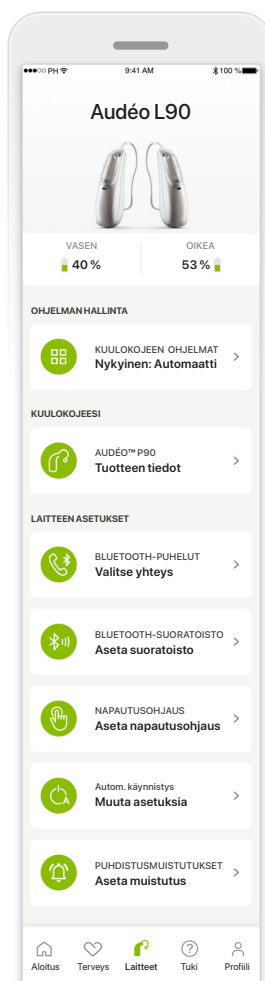 PH 9:41 AM 100 %
Audéo L90
VASEN OIKEA
40 % 53 %
OHJELMAN HALLINTA
KUULOKOJEEN OHJELMAT
Nykyinen: Automaatti
KUULOKOJEESI
AUDÉO™ P90
Tuotteen tiedot
LAITTEEN ASETUKSET
BLUETOOTH-PUHELUT
Valitse yhteys
BLUETOOTH-SUORATOISTO
Aseta suoratoisto
NAPAUTUSOHJAUS
Aseta napautusohjaus
Autom. käynnistys
Muuta asetuksia
PUHDISTUSMUISTUTUKSET
Aseta muistutus
Aloitus Terveys Laitteet Tuki Profiili